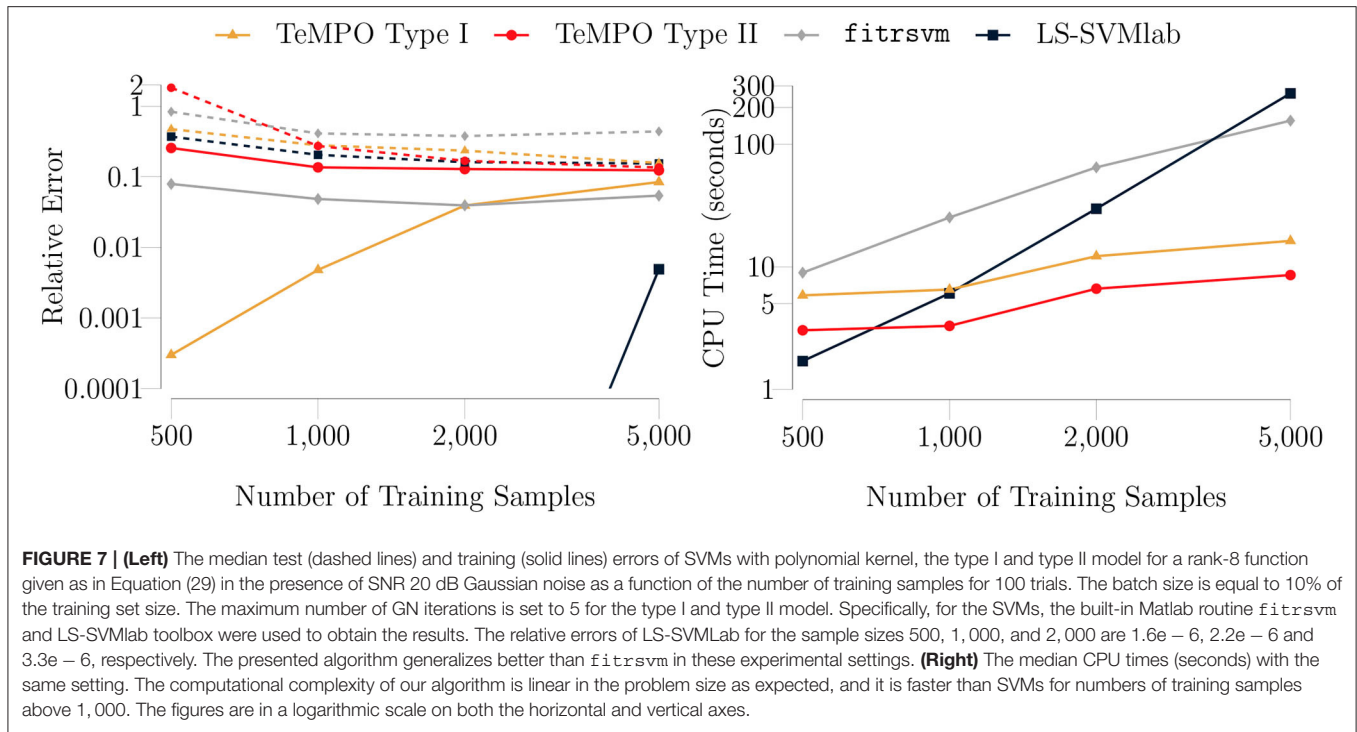 TeMPO Type I TeMPO Type II fitrsvm LS-SVMlab
2
1
0.1
0.01
0.001
0.0001
Relative Error
500 1,000 2,000 5,000
Number of Training Samples
300
200
100
10
5
1
CPU Time (seconds)
500 1,000 2,000 5,000
Number of Training Samples
FIGURE 7 | (Left) The median test (dashed lines) and training (solid lines) errors of SVMs with polynomial kernel, the type I and type II model for a rank-8 function
given as in Equation (29) in the presence of SNR 20 dB Gaussian noise as a function of the number of training samples for 100 trials. The batch size is equal to 10% of
the training set size. The maximum number of GN iterations is set to 5 for the type I and type II model. Specifically, for the SVMs, the built-in Matlab routine fitrsvm
and LS-SVMlab toolbox were used to obtain the results. The relative errors of LS-SVMLab for the sample sizes 500, 1, 000, and 2, 000 are 1.6e − 6, 2.2e − 6 and
3.3e − 6, respectively. The presented algorithm generalizes better than fitrsvm in these experimental settings. (Right) The median CPU times (seconds) with the
same setting. The computational complexity of our algorithm is linear in the problem size as expected, and it is faster than SVMs for numbers of training samples
above 1, 000. The figures are in a logarithmic scale on both the horizontal and vertical axes.